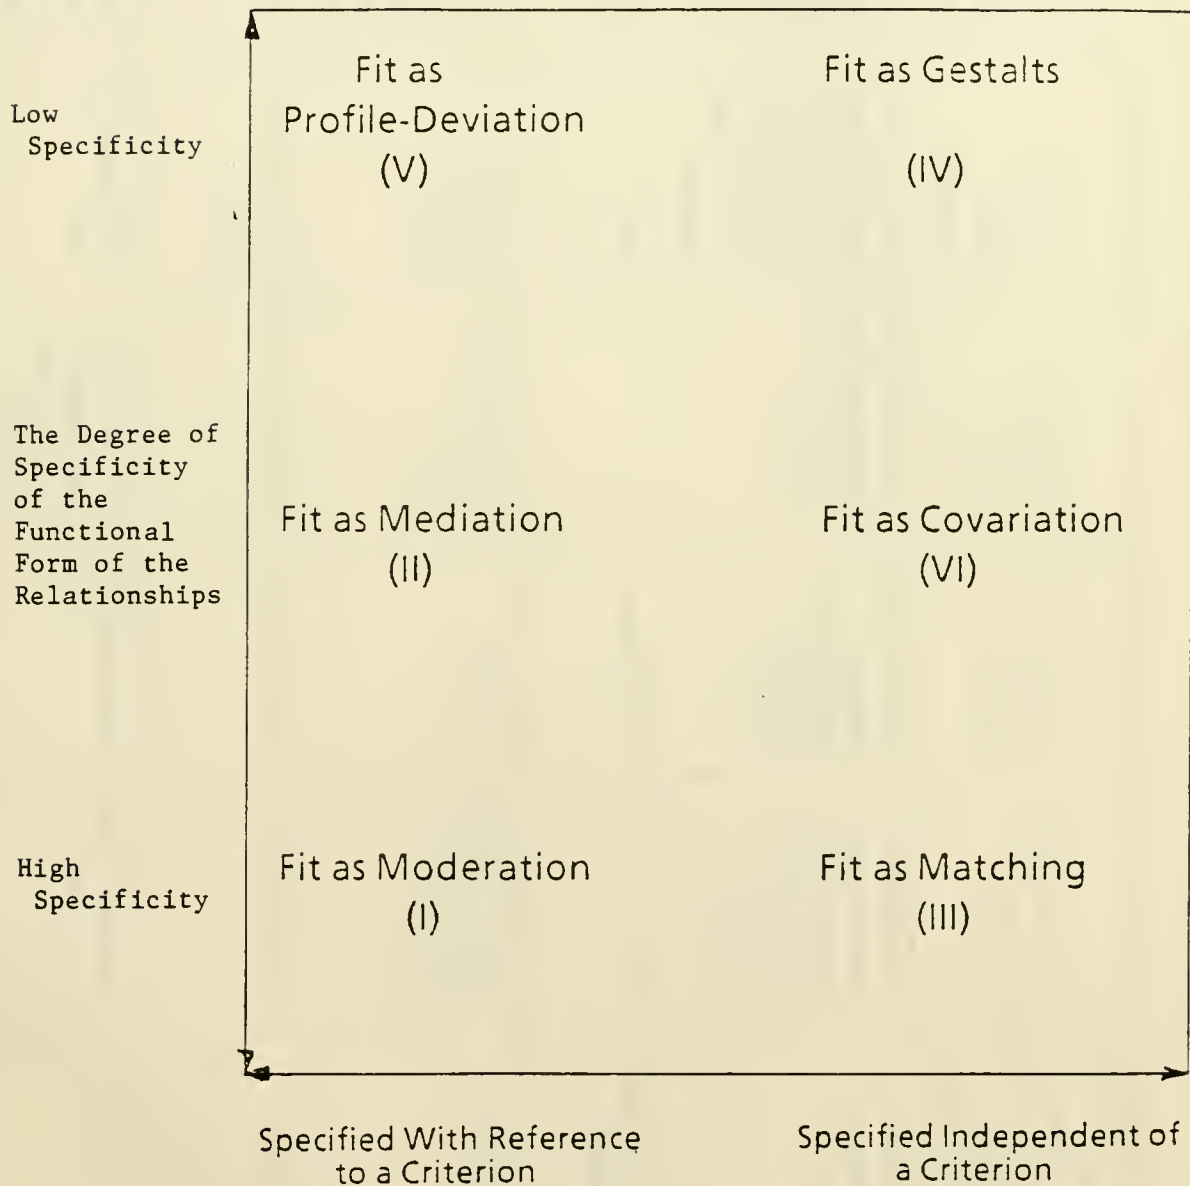 Fit as
Profile-Deviation
(V)
Fit as Gestalts
(IV)
Low
Specificity
The Degree of
Specificity
of the
Functional
Form of the
Relationships
Fit as Mediation
(II)
Fit as Covariation
(VI)
High
Specificity
Fit as Moderation
(I)
Fit as Matching
(III)
Specified With Reference
to a Criterion
Specified Independent of
a Criterion